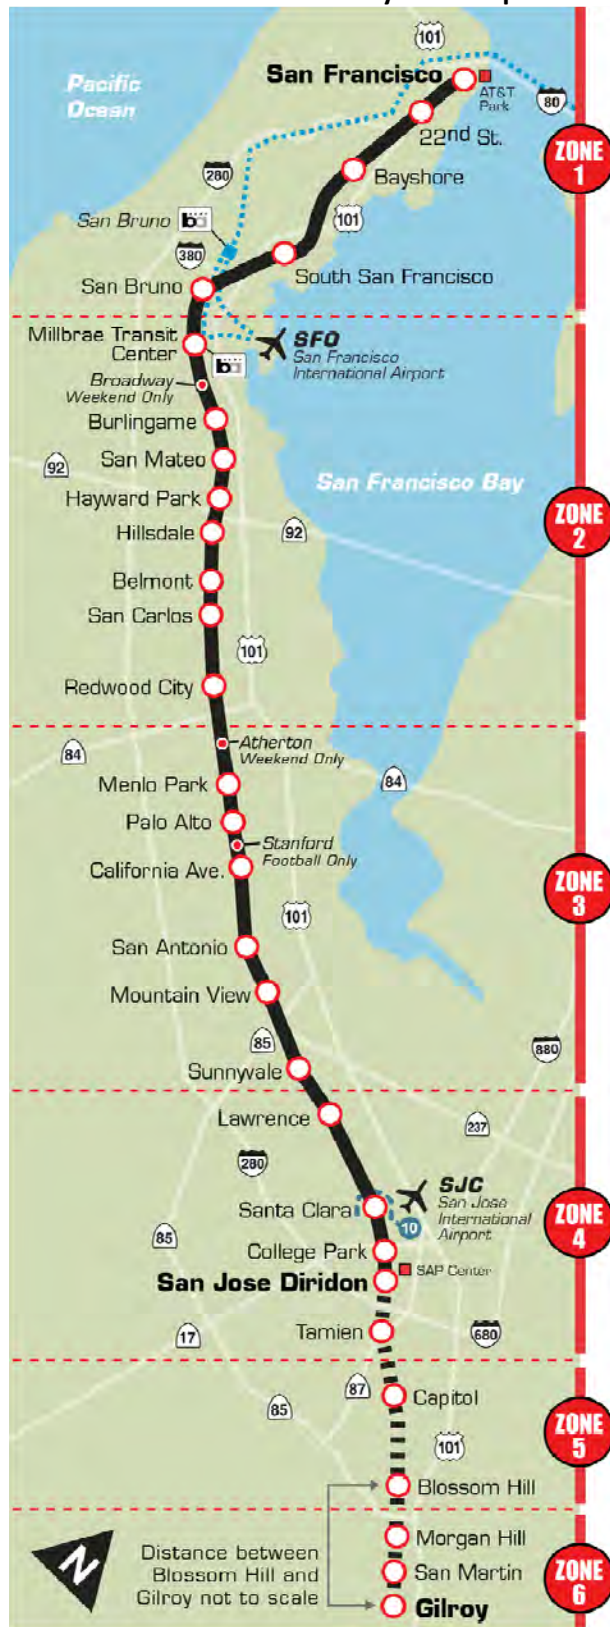 101
San Francisco
Pacific
Ocean
AT&T
Park
80
22nd St.
ZONE
1
Bayshore
280
101
San Bruno
ba
380
South San Francisco
San Bruno
Millbrae Transit
Center
SFO
San Francisco
International Airport
ba
Broadway
Weekend Only
Burlingame
San Mateo
92
San Francisco Bay
Hayward Park
ZONE
2
Hillsdale
92
Belmont
San Carlos
101
Redwood City
Atherton
Weekend Only
84
Menlo Park
84
Palo Alto
Stanford
Football Only
California Ave.
ZONE
3
101
San Antonio
Mountain View
85
880
Sunnyvale
Lawrence
237
280
SJC
San Jose
International
Airport
Santa Clara
10
ZONE
4
85
College Park
San Jose Diridon
SAP Center
Tamien
17
680
87
Capitol
85
ZONE
5
101
Blossom Hill
Morgan Hill
N
Distance between
Blossom Hill and
Gilroy not to scale
San Martin
ZONE
6
Gilroy